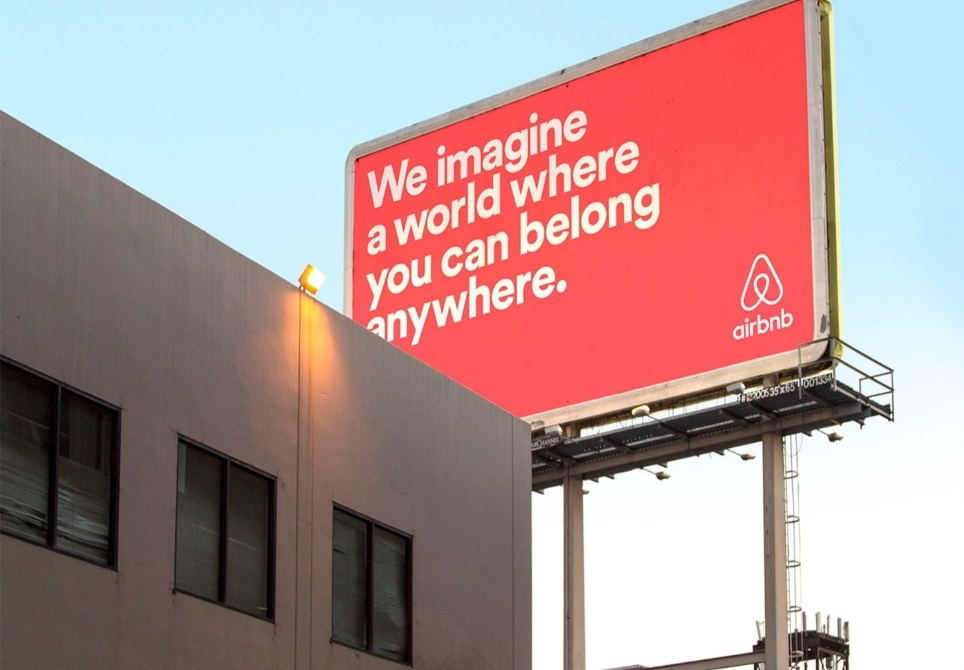 We imagine
a world where
you can belong
anywhere.
airbnb